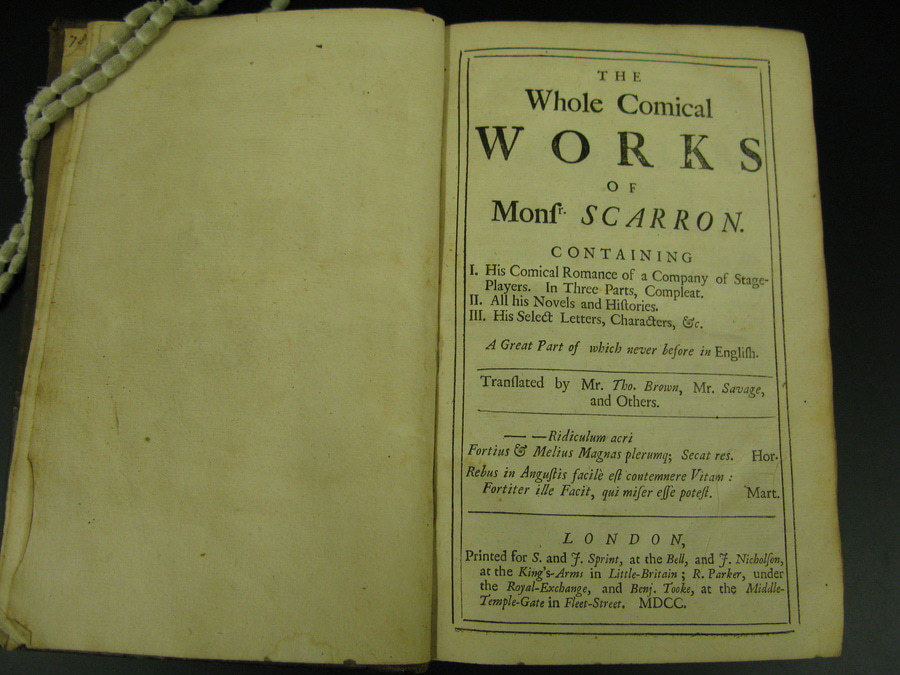 74
THE
Whole Comical
WORKS
OF
Monſr. SCARRON.
CONTAINING
I. His Comical Romance of a Company of Stage-
Players. In Three Parts, Compleat.
II. All his Novels and Hiſtories.
III. His Select Letters, Characters, &c.
A Great Part of which never before in Engliſh.
Tranſlated by Mr. Tho. Brown, Mr. Savage,
and Others.
— —Ridiculum acri
Fortius & Melius Magnas plerumq; Secat res. Hor.
Rebus in Anguſtis facilè eſt contemnere Vitam :
Fortiter ille Facit, qui miſer eſſe poteſt. Mart.
LONDON,
Printed for S. and J. Sprint, at the Bell, and J. Nicholſon,
at the King's-Arms in Little-Britain ; R. Parker, under
the Royal-Exchange, and Benj. Tooke, at the Middle-
Temple-Gate in Fleet-Street. MDCC.